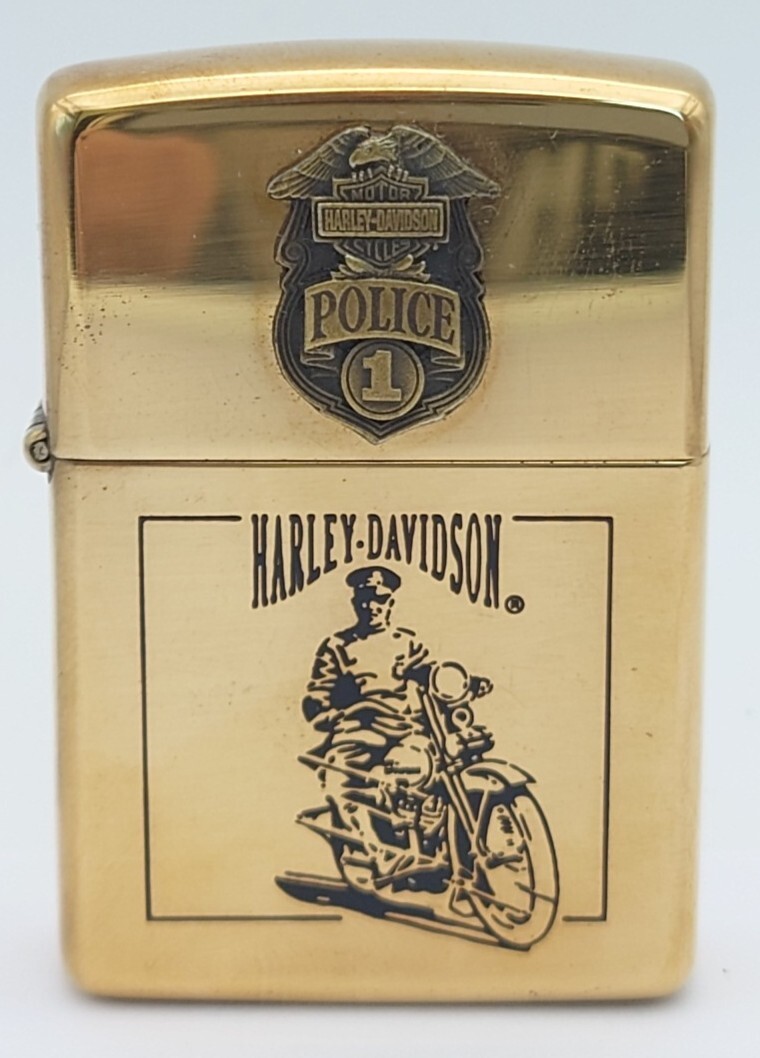 MOTOR
HARLEY-DAVIDSON
CYCLES
POLICE
1
HARLEY-DAVIDSON®